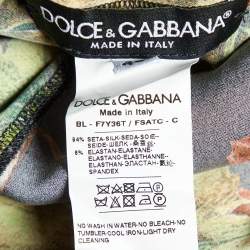 DOLCE & GABBANA
MADE IN ITALY
DOLCE & GABBANA
MADE IN ITALY
BL - F7Y36T / FSATC - C
94% SETA-SILK-SEDA-SOIE-
SEIDE-ШЕЛК-
6% ELASTAN-ELASTANE-
ELASTANO-ELASTHANNE-
ELASTAN-ЭЛАСТАН-
SPANDEX
NO WASH IN WATER-NO BLEACH-NO
TUMBLER-COOL IRON-LIGHT DRY
CLEANING